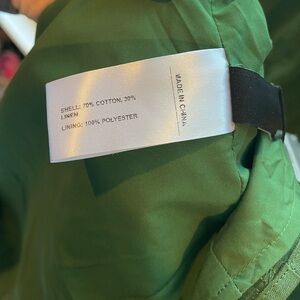 SHELL: 70% COTTON, 30%
LINEN
LINING: 100% POLYESTER
MADE IN CHINA